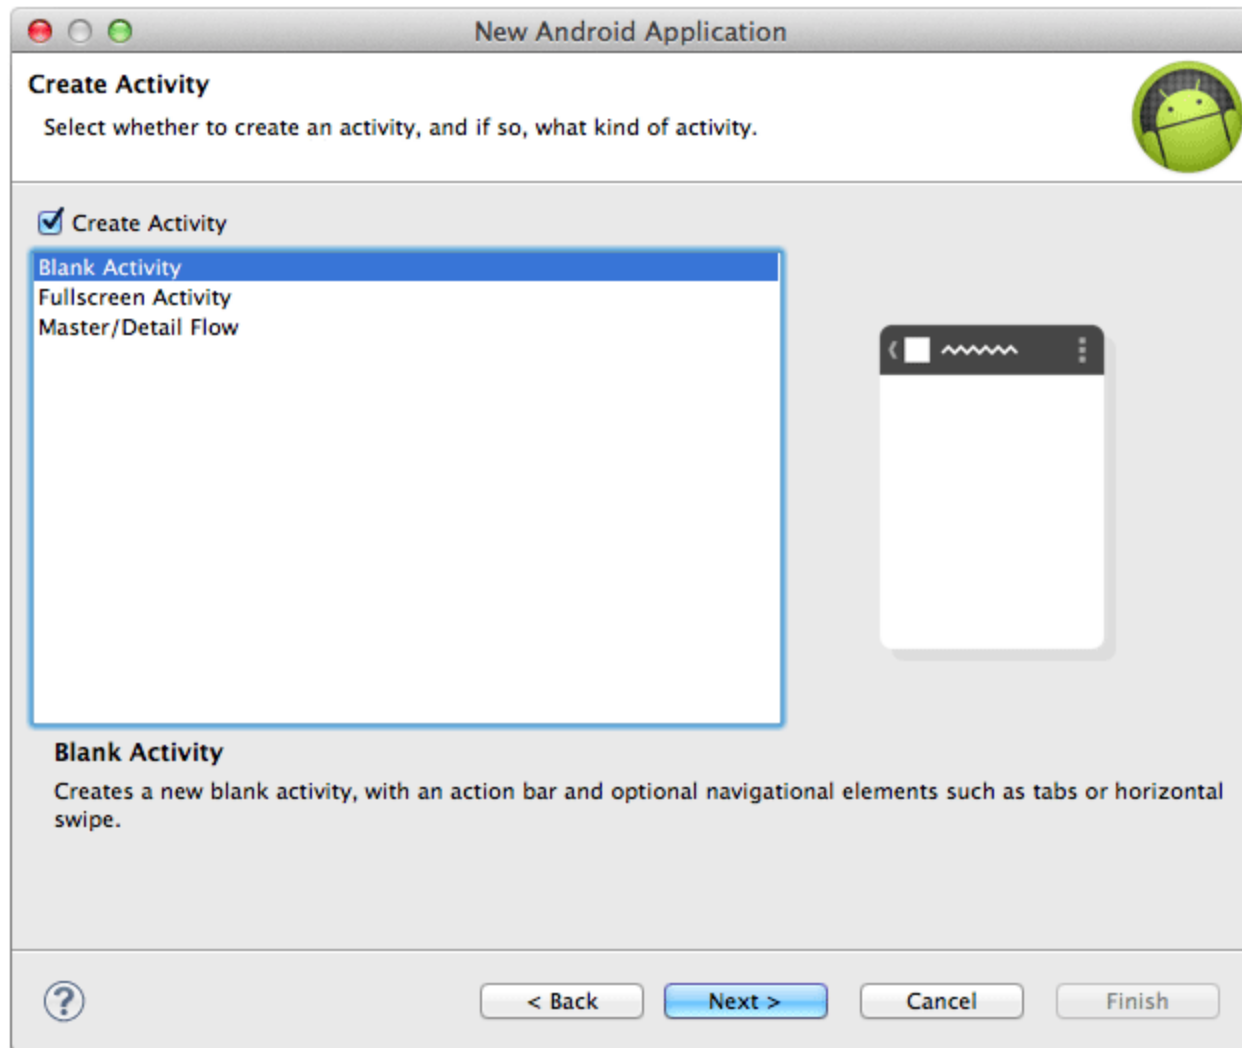 New Android Application
Create Activity
Select whether to create an activity, and if so, what kind of activity.
Create Activity
Blank Activity
Fullscreen Activity
Master/Detail Flow
Blank Activity
Creates a new blank activity, with an action bar and optional navigational elements such as tabs or horizontal
swipe.
? < Back Next > Cancel Finish